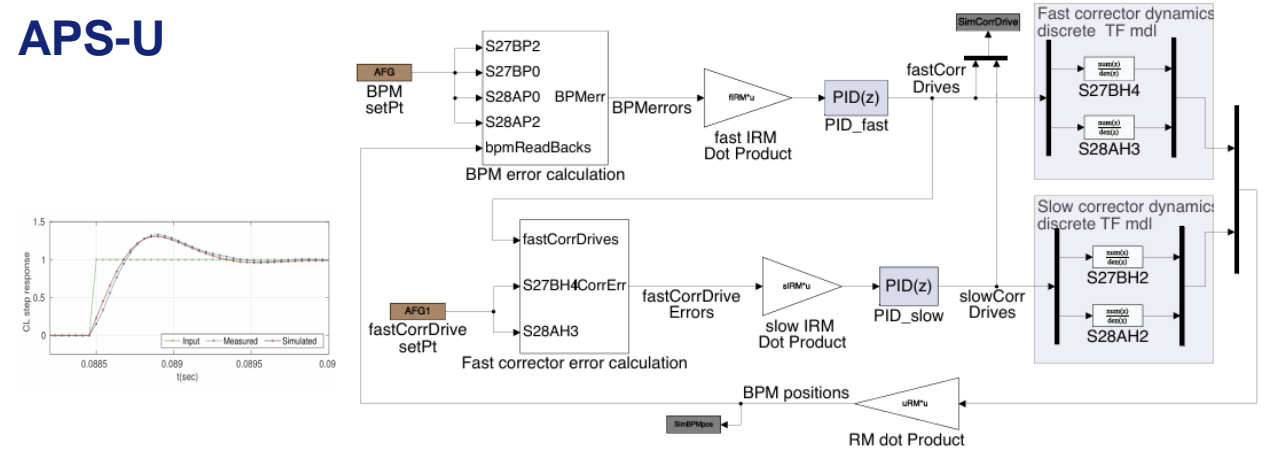 APS-U
AFG
BPM
setPt
S27BP2
S27BP0
S28AP0
S28AP2
bpmReadBacks
BPMerr
BPM error calculation
BPMerrors
fIRM*u
fast IRM
Dot Product
PID(z)
PID_fast
fastCorr
Drives
SimCorrDrive
Fast corrector dynamics
discrete TF mdl
num(z)
den(z)
S27BH4
num(z)
den(z)
S28AH3
AFG1
fastCorrDrive
setPt
fastCorrDrives
S27BH4CorrErr
S28AH3
Fast corrector error calculation
fastCorrDrive
Errors
sIRM*u
slow IRM
Dot Product
PID(z)
PID_slow
slowCorr
Drives
Slow corrector dynamics
discrete TF mdl
num(z)
den(z)
S27BH2
num(z)
den(z)
S28AH2
BPM positions
SimBPMpos
uRM*u
RM dot Product
CL step response
1.5
1
0.5
0
Input
Measured
Simulated
0.0885
0.089
0.0895
0.09
t(sec)